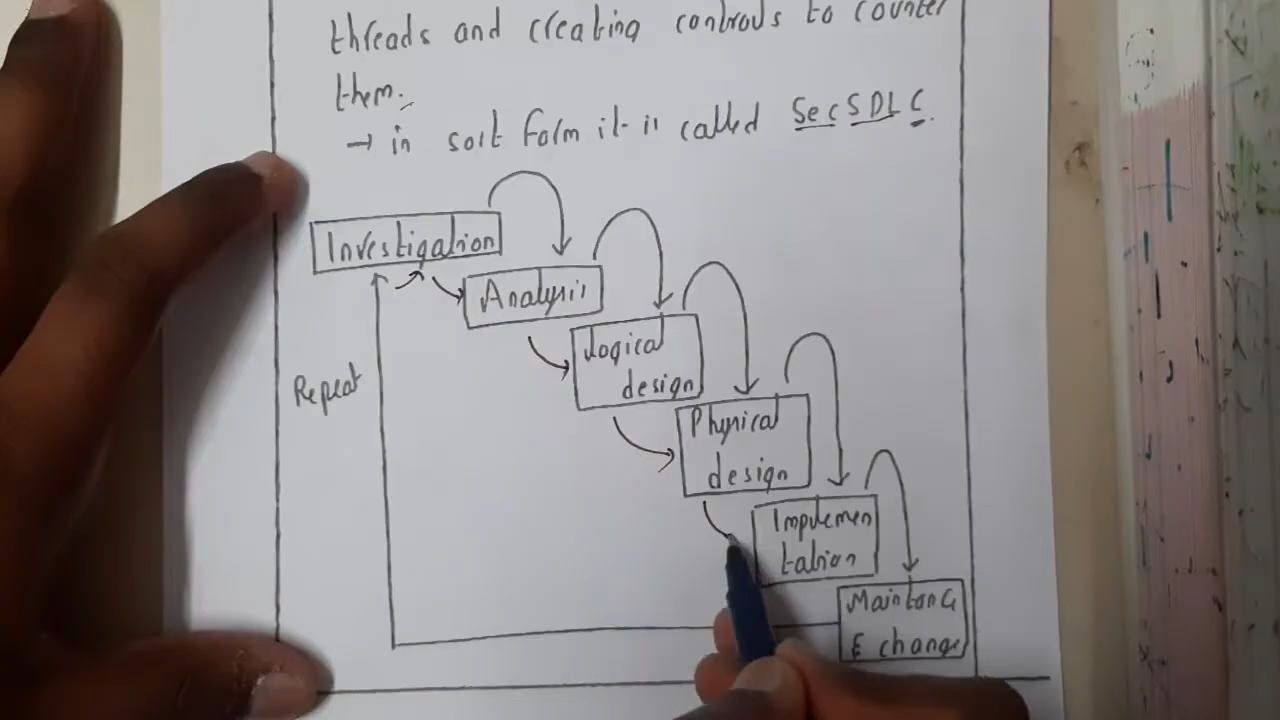 threads and creating controls to counter
them.
→ in sort form it is called SecSDLC.
Investigation
Analysis
Logical
design
Repeat
Physical
design
Implemen
tation
Maintance
& change